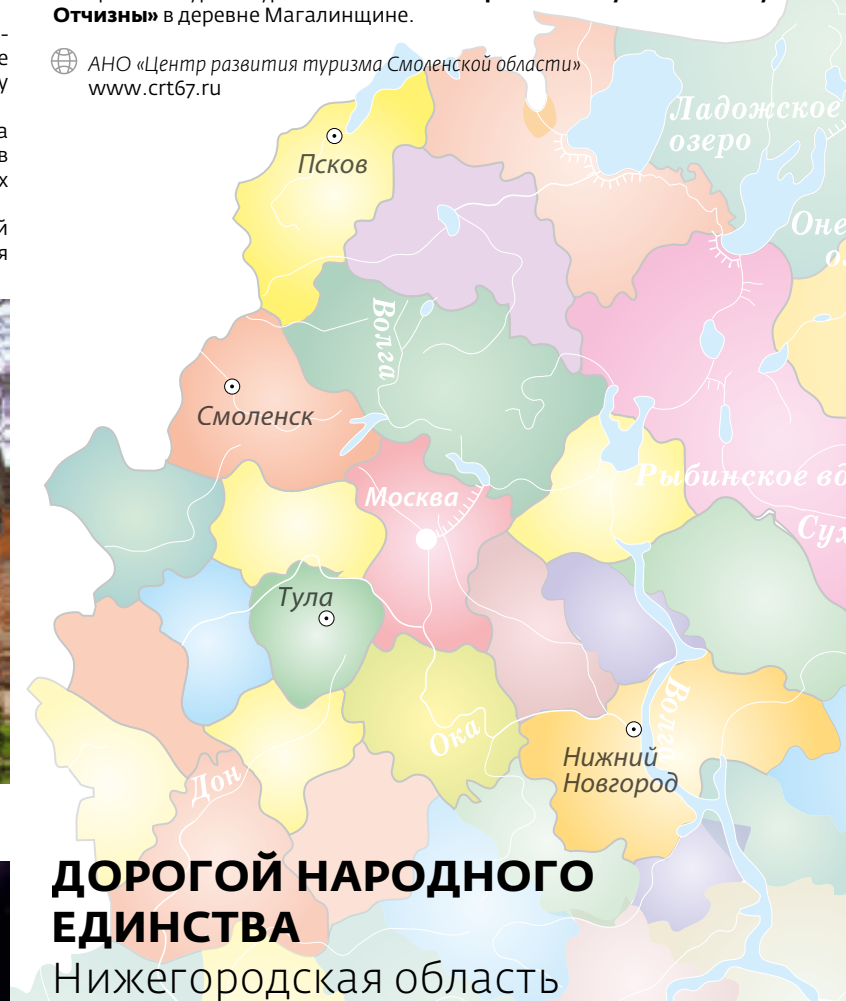 Отчизны» в деревне Магалинщине.
АНО «Центр развития туризма Смоленской области»
www.crt67.ru
Ладожское
озеро
Псков
Волга
Смоленск
Рыбинское
Москва
Тула
Волга
Ока
Нижний
Новгород
Дон
ДОРОГОЙ НАРОДНОГО
ЕДИНСТВА
Нижегородская область